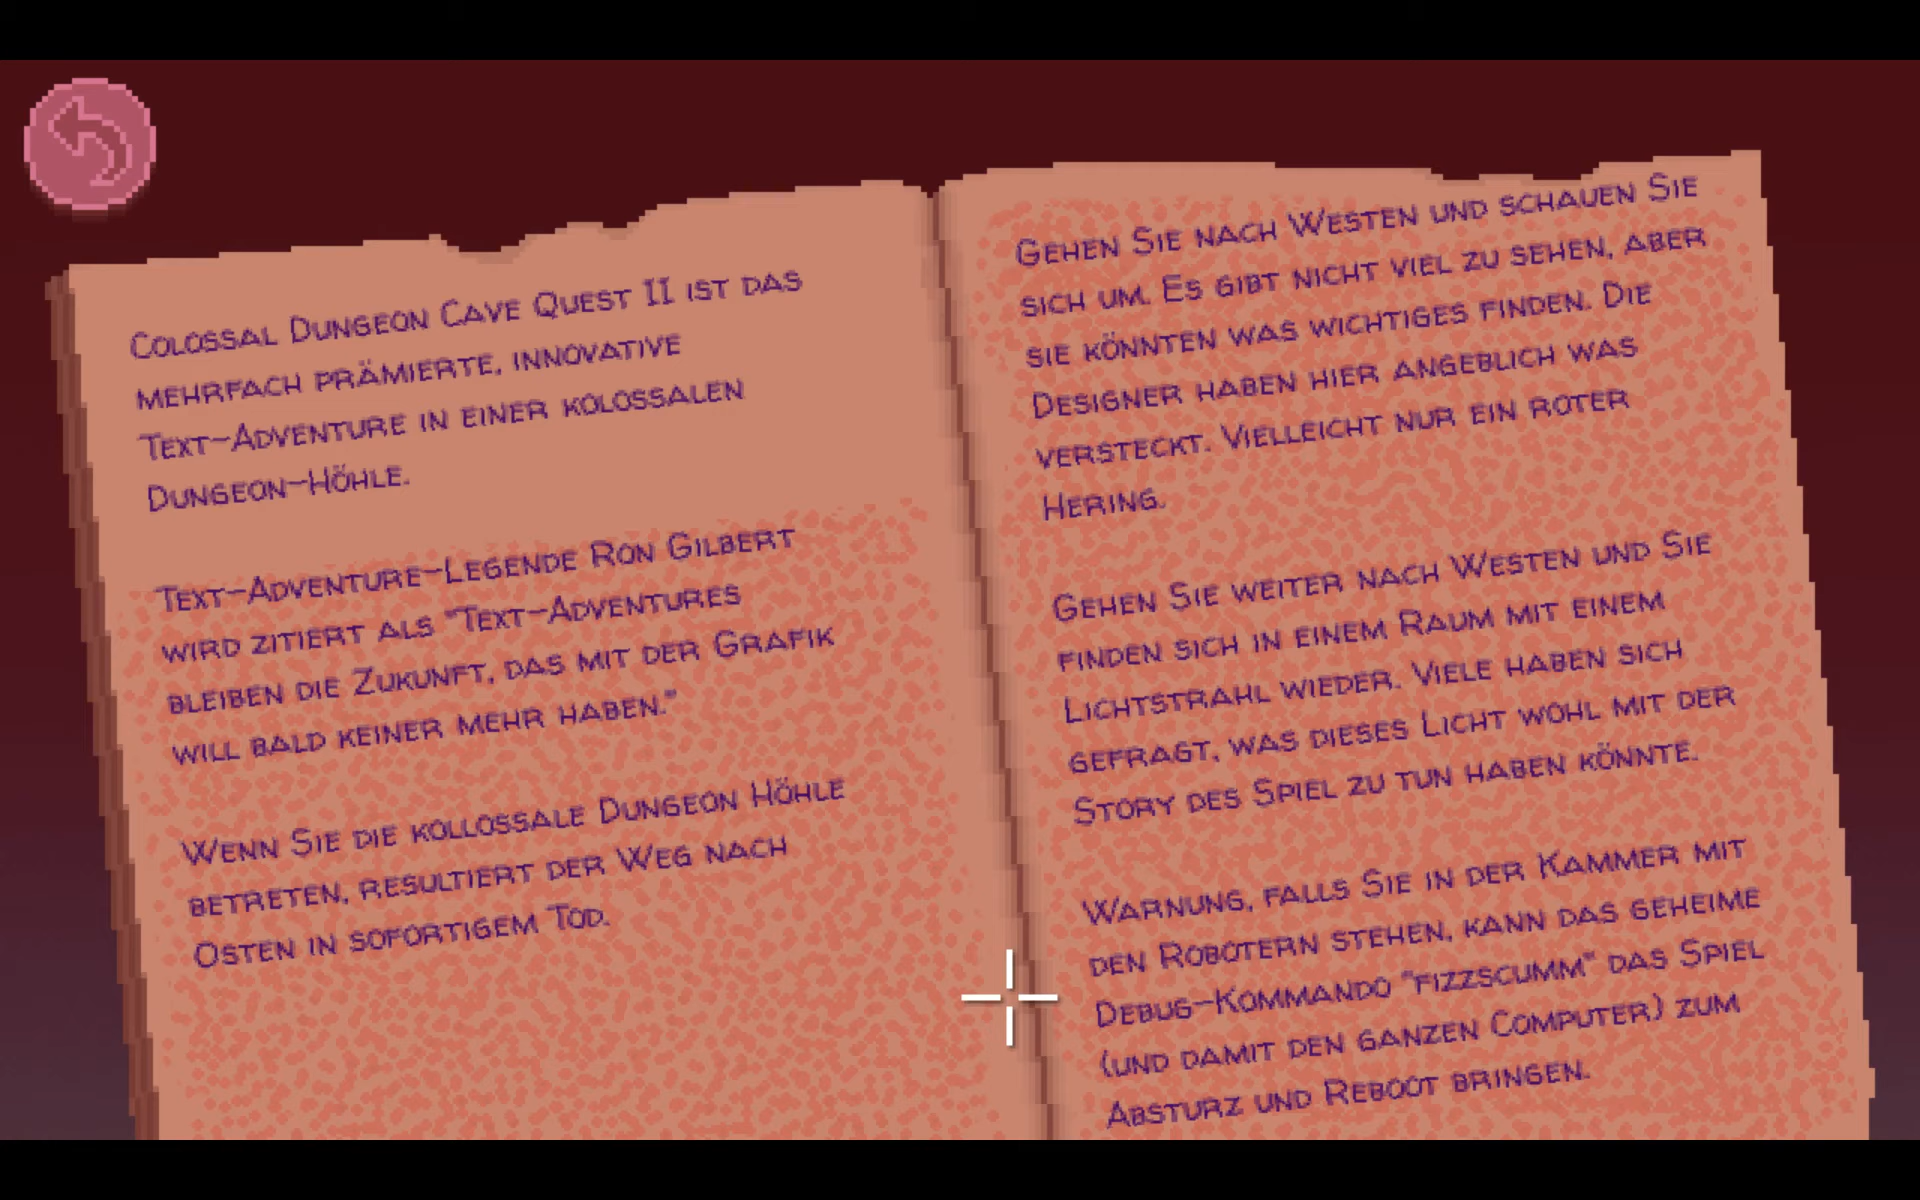 Colossal Dungeon Cave Quest II ist das
mehrfach prämierte, innovative
Text-Adventure in einer kolossalen
Dungeon-Höhle.
Text-Adventure-Legende Ron Gilbert
wird zitiert als "Text-Adventures
bleiben die Zukunft, das mit der Grafik
will bald keiner mehr haben."
Wenn Sie die kollossale Dungeon Höhle
betreten, resultiert der Weg nach
Osten in sofortigem Tod.
Gehen Sie nach Westen und schauen Sie
sich um. Es gibt nicht viel zu sehen, aber
sie könnten was wichtiges finden. Die
Designer haben hier angeblich was
versteckt. Vielleicht nur ein roter
Hering.
Gehen Sie weiter nach Westen und Sie
finden sich in einem Raum mit einem
Lichtstrahl wieder. Viele haben sich
gefragt, was dieses Licht wohl mit der
Story des Spiel zu tun haben könnte.
Warnung, falls Sie in der Kammer mit
den Robotern stehen, kann das geheime
Debug-Kommando "fizzscumm" das Spiel
(und damit den ganzen Computer) zum
Absturz und Reboot bringen.